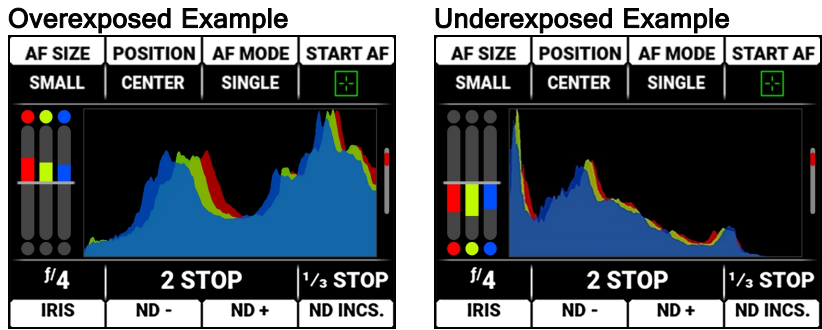 Overexposed Example
AF SIZE POSITION AF MODE START AF
SMALL CENTER SINGLE
f/4 2 STOP 1/3 STOP
IRIS ND - ND + ND INCS.
Underexposed Example
AF SIZE POSITION AF MODE START AF
SMALL CENTER SINGLE
f/4 2 STOP 1/3 STOP
IRIS ND - ND + ND INCS.